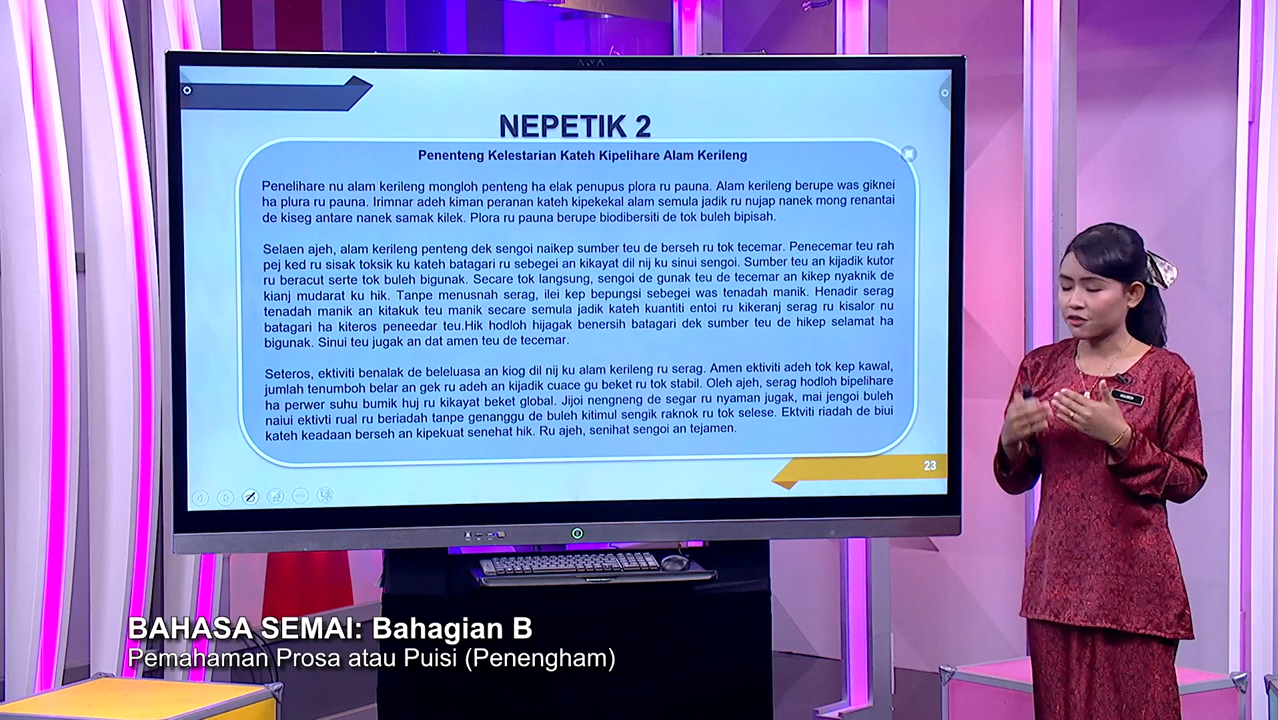 NEPETIK 2
Penenteng Kelestarian Kateh Kipelihare Alam Kerileng
Penelihare nu alam kerileng mongloh penteng ha elak penupus plora ru pauna. Alam kerileng berupe was giknei
ha plura ru pauna. Irimnar adeh kiman peranan kateh kipekekal alam semula jadik ru nujap nanek mong renantai
de kiseg antare nanek samak kilek. Plora ru pauna berupe biodibersiti de tok buleh bipisah.
Selaen ajeh, alam kerileng penteng dek sengoi naikep sumber teu de berseh ru tok tecemar. Penecemar teu rah
pej ked ru sisak toksik ku kateh batagari ru sebegei an kikayat dil nij ku sinui sengoi. Sumber teu an kijadik kutor
ru beracut serte tok buleh bigunak. Secare tok langsung, sengoi de gunak teu de tecemar an kikep nyaknik de
kianj mudarat ku hik. Tanpe menusnah serag, ilei kep bepungsi sebegei was tenadah manik. Henadir serag
tenadah manik an kitakuk teu manik secare semula jadik kateh kuantiti entoi ru kikeranj serag ru kisalor nu
batagari ha kiteros peneedar teu.Hik hodloh hijagak benersih batagari dek sumber teu de hikep selamat ha
bigunak. Sinui teu jugak an dat amen teu de tecemar.
Seteros, ektiviti benalak de beleluasa an kiog dil nij ku alam kerileng ru serag. Amen ektiviti adeh tok kep kawal,
jumlah tenumboh belar an gek ru adeh an kijadik cuace gu beket ru tok stabil. Oleh ajeh, serag hodloh bipelihare
ha perwer suhu bumik huj ru kikayat beket global. Jijoi nengneng de segar ru nyaman jugak, mai jengoi buleh
naiui ektivti rual ru beriadah tanpe genanggu de buleh kitimul sengik raknok ru tok selese. Ektviti riadah de biui
kateh keadaan berseh an kipekuat senehat hik. Ru ajeh, senihat sengoi an tejamen.
23
BAHASA SEMAI: Bahagian B
Pemahaman Prosa atau Puisi (Penengham)